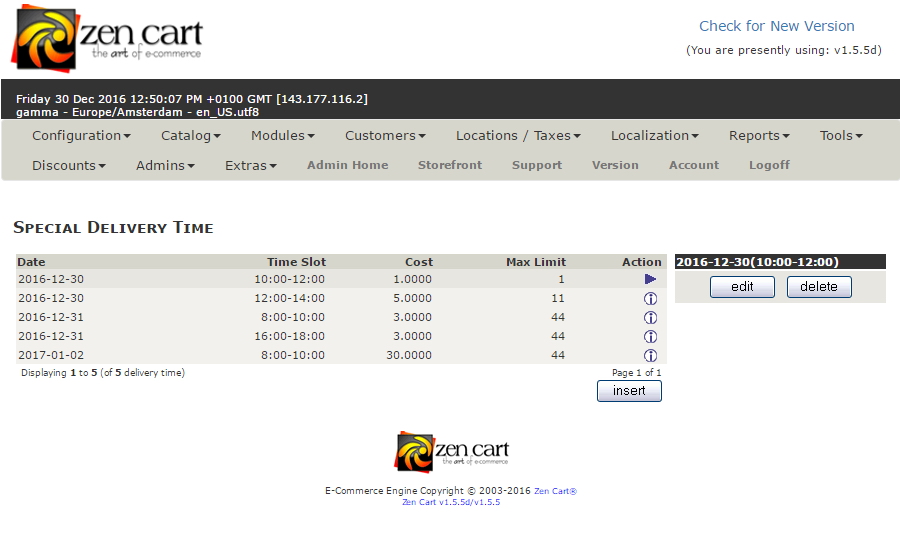 zen cart
the art of e-commerce
Check for New Version
(You are presently using: v1.5.5d)
Friday 30 Dec 2016 12:50:07 PM +0100 GMT [143.177.116.2]
gamma - Europe/Amsterdam - en_US.utf8
Configuration Catalog Modules Customers Locations / Taxes Localization Reports Tools
Discounts Admins Extras Admin Home Storefront Support Version Account Logoff
Special Delivery Time
Date Time Slot Cost Max Limit Action
2016-12-30 10:00-12:00 1.0000 1
2016-12-30 12:00-14:00 5.0000 11
2016-12-31 8:00-10:00 3.0000 44
2016-12-31 16:00-18:00 3.0000 44
2017-01-02 8:00-10:00 30.0000 44
Displaying 1 to 5 (of 5 delivery time) Page 1 of 1
insert
2016-12-30(10:00-12:00)
edit delete
zen cart
the art of e-commerce
E-Commerce Engine Copyright © 2003-2016 Zen Cart®
Zen Cart v1.5.5d/v1.5.5